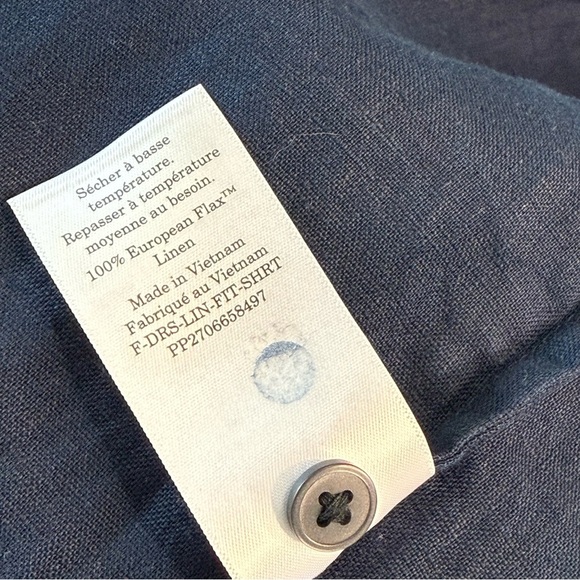 Sécher à basse
température.
Repasser à température
moyenne au besoin.
100% European Flax™
Linen
Made in Vietnam
Fabriqué au Vietnam
F-DRS-LIN-FIT-SHRT
PP2706658497